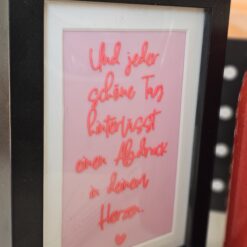 Und jeder
schöne Tag
hinterlässt
einen Abdruck
in deinem
Herzen.